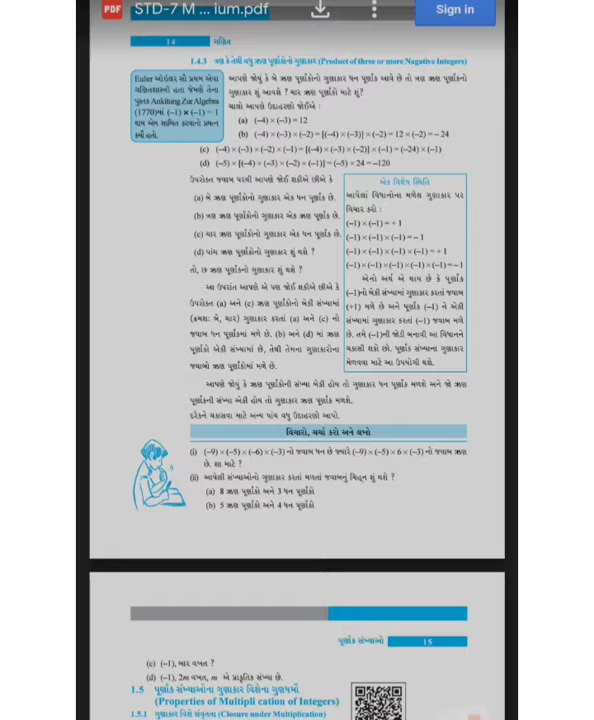 STD-7 M ... ium.pdf
Sign in
14 ગણિત
1.4.3 ત્રણ કે તેથી વધુ ઋણ પૂર્ણાંકોનો ગુણાકાર (Product of three or more Nagative Integers)
Euler ઓઇલર સૌ પ્રથમ એવા
ગણિતશાસ્ત્રી હતા જેમણે તેના
પુસ્તક Ankitung Zur Algebra
(1770)માં (–1) × (–1) = 1
થાય એમ સાબિત કરવાનો પ્રયત્ન
કર્યો હતો.
આપણે જોયું કે બે ઋણ પૂર્ણાંકોનો ગુણાકાર ધન પૂર્ણાંક આવે છે તો ત્રણ ઋણ પૂર્ણાંકનો
ગુણાકાર શું આવશે ? ચાર ઋણ પૂર્ણાંકો માટે શું?
ચાલો આપણે ઉદાહરણો જોઈએ :
(a) (–4) × (–3) = 12
(b) (–4) × (–3) × (–2) = [(–4) × (–3)] × (–2) = 12 × (–2) = – 24
(c) (–4) × (–3) × (–2) × (–1) = [(–4) × (–3) × (–2)] × (–1) = (–24) × (–1)
(d) (–5) × [(–4) × (–3) × (–2) × (–1)] = (–5) × 24 = –120
ઉપરોક્ત જવાબ પરથી આપણે જોઈ શકીએ છીએ કે
(a) બે ઋણ પૂર્ણાંકોનો ગુણાકાર એક ધન પૂર્ણાંક છે.
(b) ત્રણ ઋણ પૂર્ણાંકોનો ગુણાકાર એક ઋણ પૂર્ણાંક છે.
(c) ચાર ઋણ પૂર્ણાંકોનો ગુણાકાર એક ધન પૂર્ણાંક છે.
(d) પાંચ ઋણ પૂર્ણાંકોનો ગુણાકાર શું થશે ?
તો, છ ઋણ પૂર્ણાંકનો ગુણાકાર શું થશે ?
આ ઉપરાંત આપણે એ પણ જોઈ શકીએ છીએ કે
ઉપરોક્ત (a) અને (c) ઋણ પૂર્ણાંકોનો બેકી સંખ્યામાં
(ક્રમશઃ બે, ચાર) ગુણાકાર કરતાં (a) અને (c) નો
જવાબ ધન પૂર્ણાંકમાં મળે છે. (b) અને (d) માં ઋણ
પૂર્ણાંકો એકી સંખ્યામાં છે, તેથી તેમના ગુણાકારોના
જવાબો ઋણ પૂર્ણાંકોમાં મળે છે.
એક વિશેષ સ્થિતિ
આપેલાં વિધાનોના મળેલ ગુણાકાર પર
વિચાર કરો :
(–1) × (–1) = + 1
(–1) × (–1) × (–1) = – 1
(–1) × (–1) × (–1) × (–1) = + 1
(–1) × (–1) × (–1) × (–1) × (–1) = – 1
એનો અર્થ એ થાય છે કે પૂર્ણાંક
(–1)નો બેકી સંખ્યામાં ગુણાકાર કરતાં જવાબ
(+ 1) મળે છે અને પૂર્ણાંક (–1) ને એકી
સંખ્યામાં ગુણાકાર કરતાં (–1) જવાબ મળે
છે. તમે (–1)ની જોડી બનાવી આ વિધાનને
ચકાસી શકો છો. પૂર્ણાંક સંખ્યાના ગુણાકાર
મેળવવા માટે આ ઉપયોગી થશે.
આપણે જોયું કે ઋણ પૂર્ણાંકોની સંખ્યા બેકી હોય તો ગુણાકાર ધન પૂર્ણાંક મળશે અને જો ઋણ
પૂર્ણાંકની સંખ્યા એકી હોય તો ગુણાકાર ઋણ પૂર્ણાંક મળશે.
દરેકને ચકાસવા માટે અન્ય પાંચ વધુ ઉદાહરણો આપો.
વિચારો, ચર્ચા કરો અને લખો
(i) (–9) × (–5) × (–6) × (–3) નો જવાબ ધન છે જ્યારે (–9) × (–5) × 6 × (–3) નો જવાબ ઋણ
છે. શા માટે ?
(ii) આપેલી સંખ્યાઓનો ગુણાકાર કરતાં મળતાં જવાબનું ચિહ્ન શું થશે ?
(a) 8 ઋણ પૂર્ણાંકો અને 3 ધન પૂર્ણાંકો
(b) 5 ઋણ પૂર્ણાંકો અને 4 ધન પૂર્ણાંકો
પૂર્ણાંક સંખ્યાઓ 15
(c) (–1), બાર વખત ?
(d) (–1), 2m વખત, m એ પ્રાકૃતિક સંખ્યા છે.
1.5 પૂર્ણાંક સંખ્યાઓના ગુણાકાર વિશેના ગુણધર્મો
(Properties of Multipli cation of Integers)
1.5.1 ગુણાકાર વિશે સંવૃતતા (Closure under Multiplication)